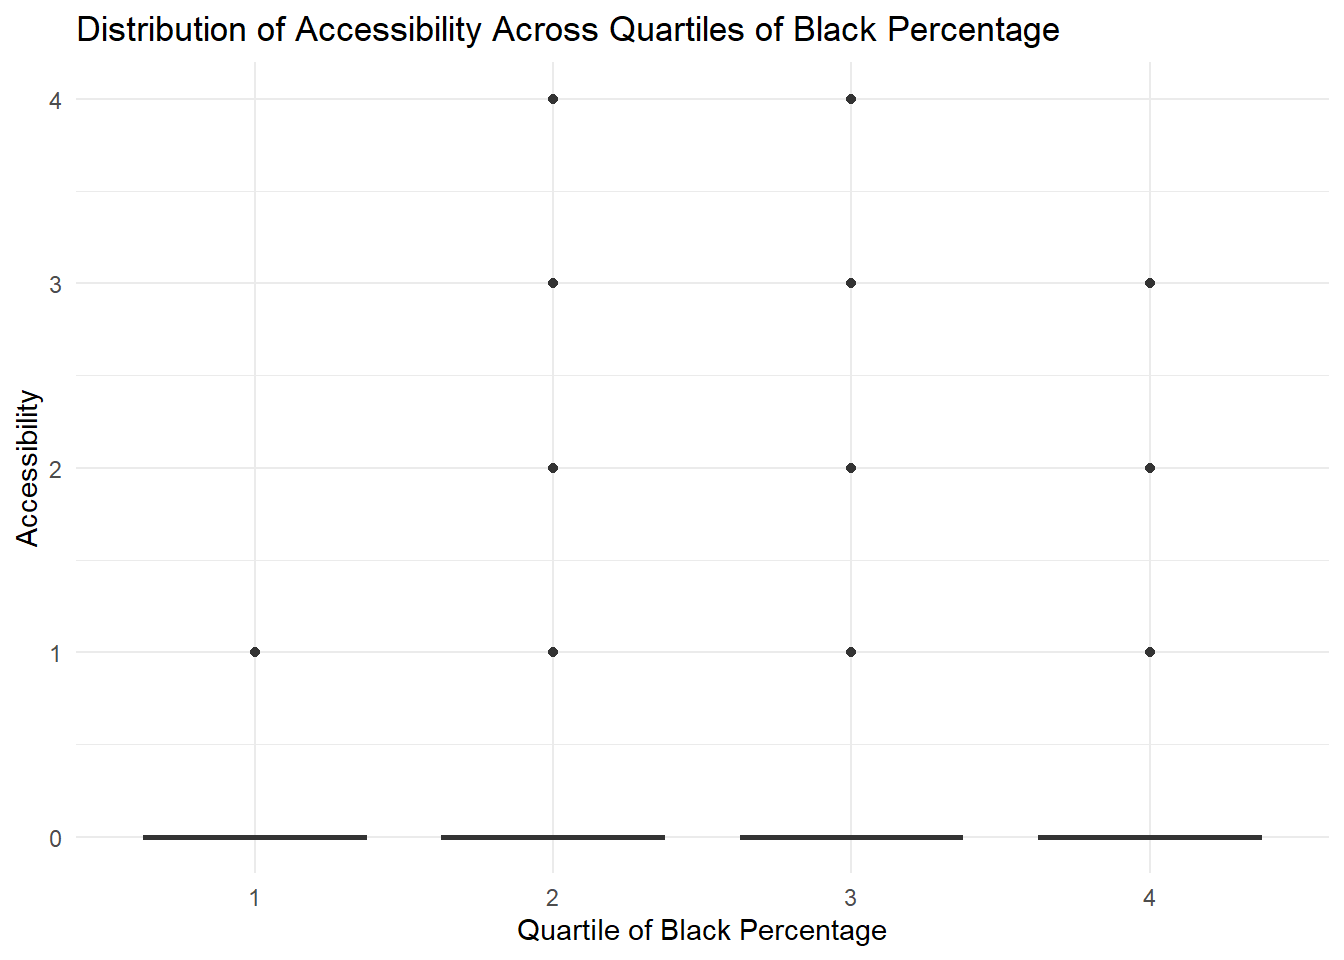 Distribution of Accessibility Across Quartiles of Black Percentage
4
3
2
1
0
Accessibility
1 2 3 4
Quartile of Black Percentage